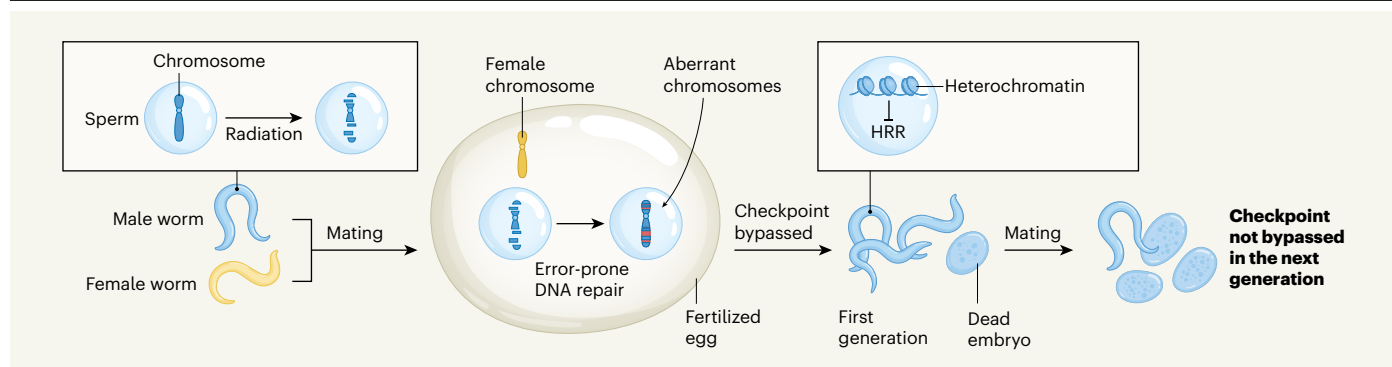 Chromosome
Sperm
Radiation
Male worm
Female worm
Mating
Female
chromosome
Aberrant
chromosomes
Error-prone
DNA repair
Fertilized
egg
Checkpoint
bypassed
Heterochromatin
HRR
First
generation
Dead
embryo
Mating
Checkpoint
not bypassed
in the next
generation